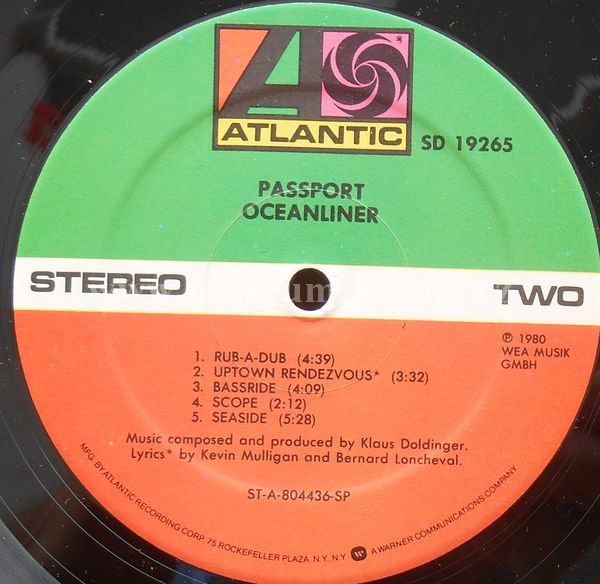 ATLANTIC
SD 19265
PASSPORT
OCEANLINER
STEREO
TWO
℗ 1980
WEA MUSIK
GMBH
1. RUB-A-DUB (4:39)
2. UPTOWN RENDEZVOUS* (3:32)
3. BASSRIDE (4:09)
4. SCOPE (2:12)
5. SEASIDE (5:28)
Music composed and produced by Klaus Doldinger.
Lyrics* by Kevin Mulligan and Bernard Loncheval.
ST-A-804436-SP
MFG. BY ATLANTIC RECORDING CORP. 75 ROCKEFELLER PLAZA, N.Y. N.Y. A WARNER COMMUNICATIONS COMPANY